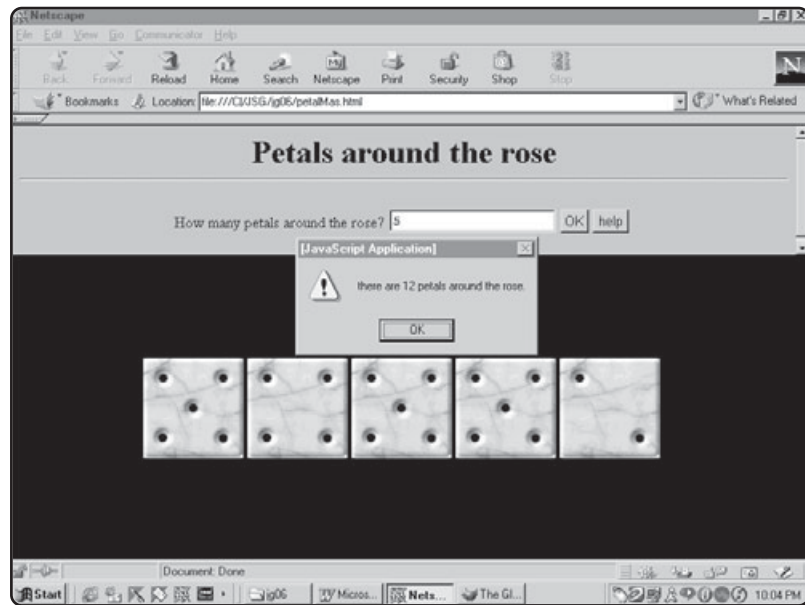 Netscape
File Edit View Go Communicator Help
Back Forward Reload Home Search Netscape Print Security Shop Stop
Bookmarks Location: file:///C|/JSG/jg06/petalMas.html What's Related
Petals around the rose
How many petals around the rose? 5 OK help
[JavaScript Application]
there are 12 petals around the rose.
OK
Document: Done
Start jg06 Micros... Nets... The Gl... 10:04 PM